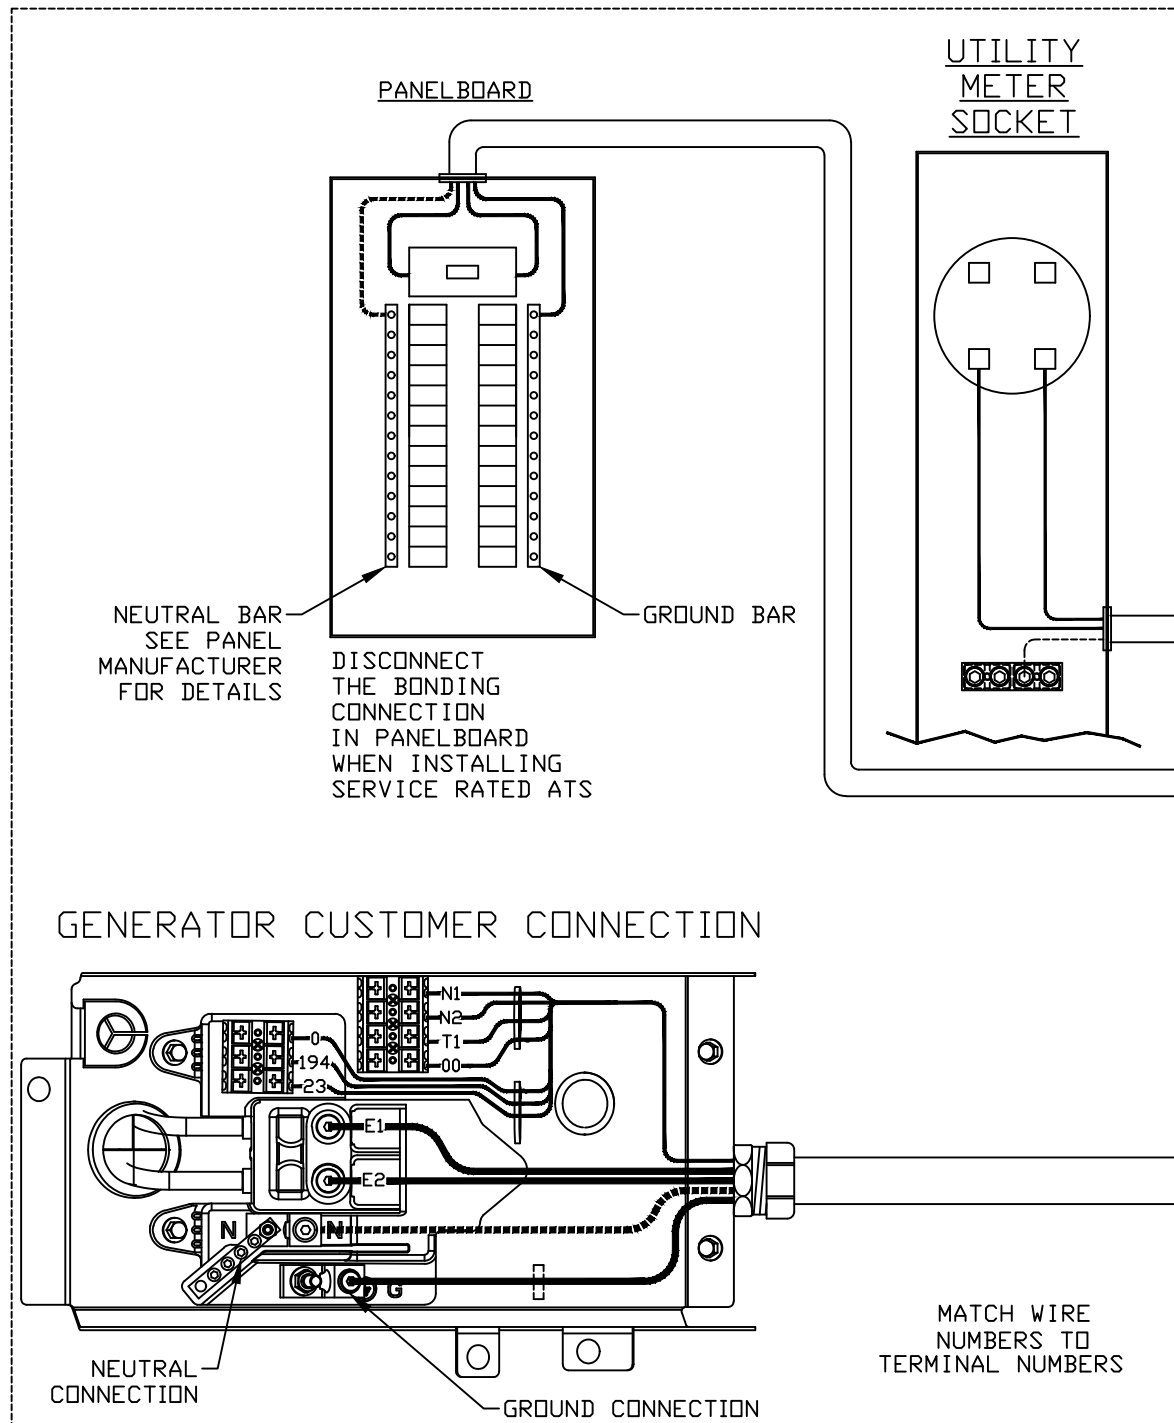 PANELBOARD
UTILITY
METER
SOCKET
NEUTRAL BAR
SEE PANEL
MANUFACTURER
FOR DETAILS
GROUND BAR
DISCONNECT
THE BONDING
CONNECTION
IN PANELBOARD
WHEN INSTALLING
SERVICE RATED ATS
GENERATOR CUSTOMER CONNECTION
N1
N2
T1
00
0
194
23
E1
E2
N
N
G
MATCH WIRE
NUMBERS TO
TERMINAL NUMBERS
NEUTRAL
CONNECTION
GROUND CONNECTION